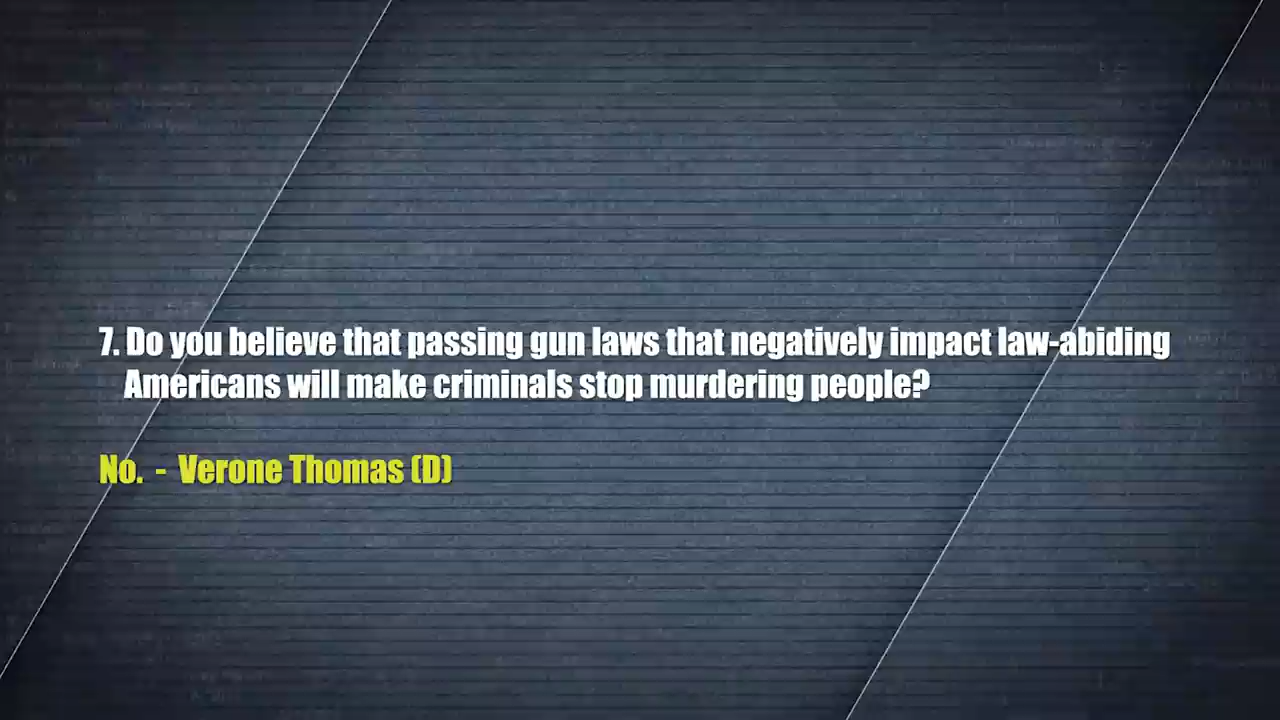 7. Do you believe that passing gun laws that negatively impact law-abiding
Americans will make criminals stop murdering people?
No. - Verone Thomas (D)